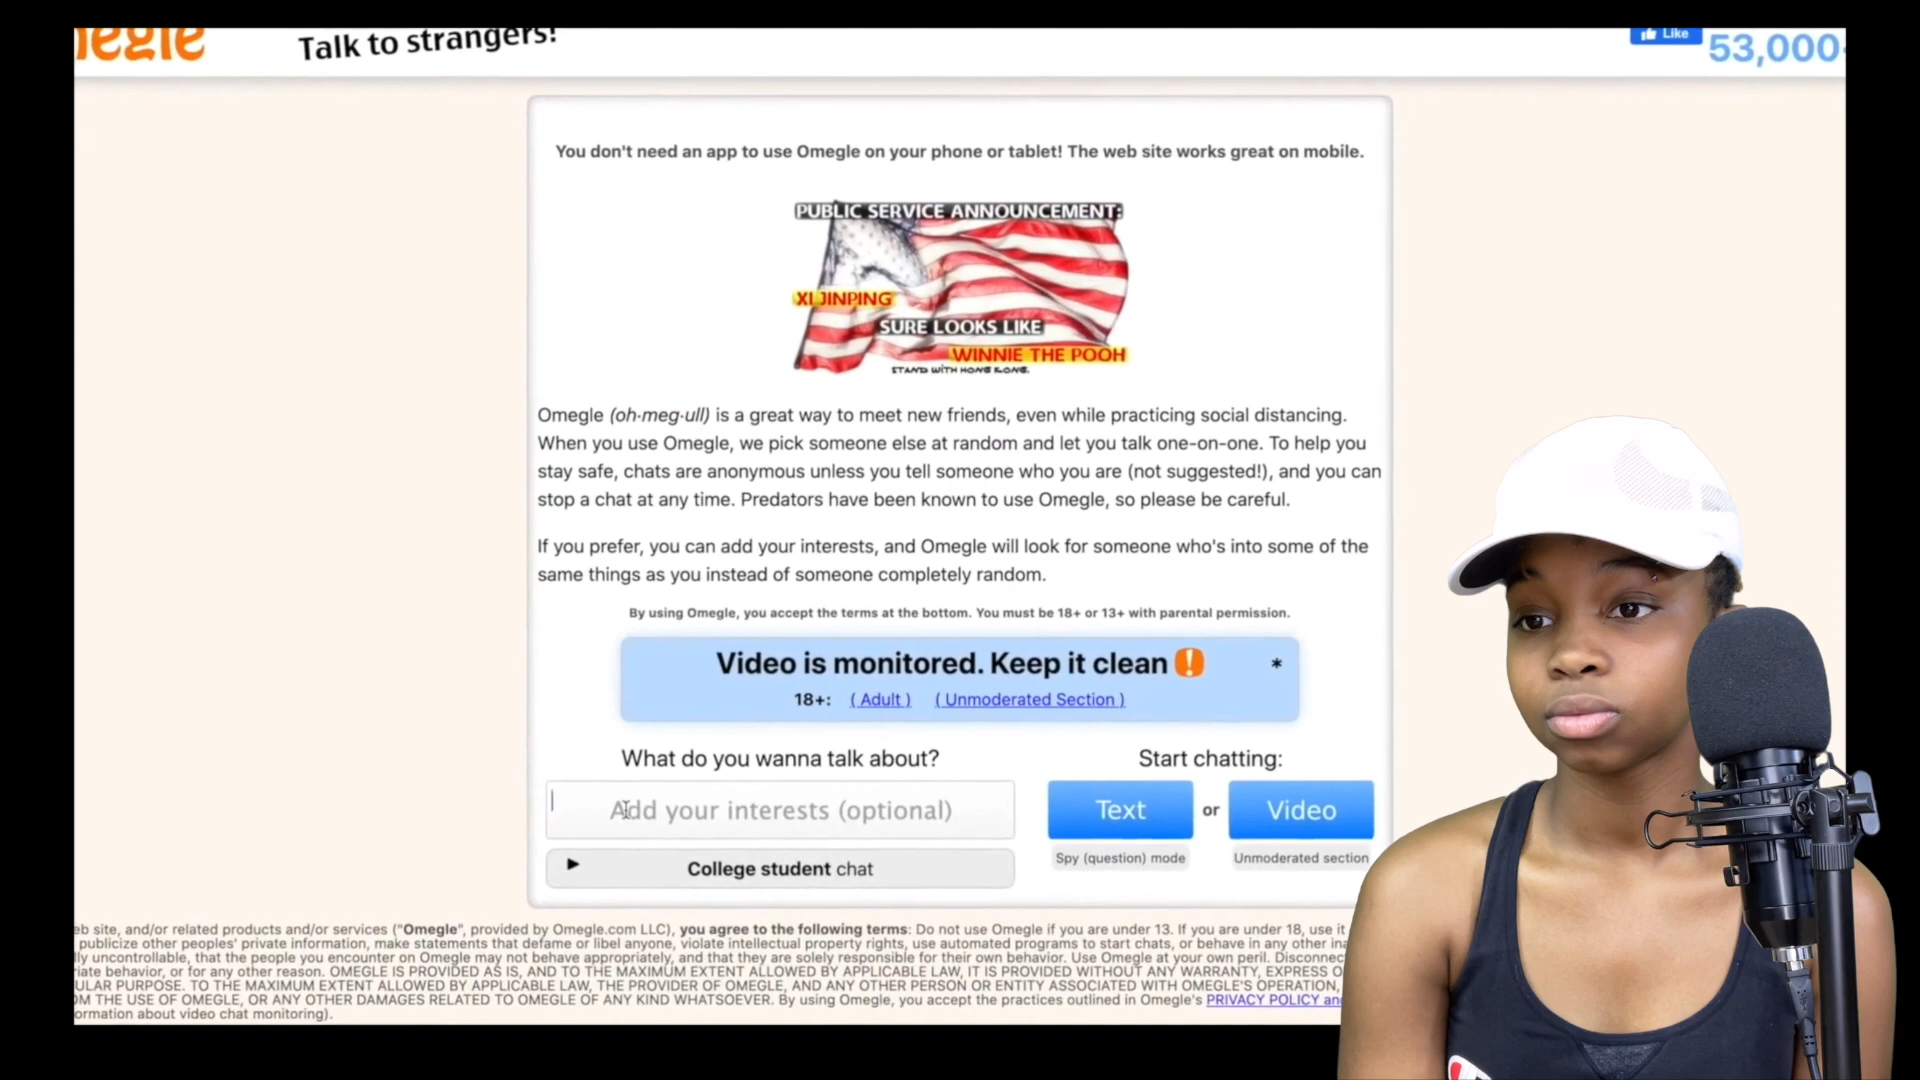 Talk to strangers!
Like
53,000
You don't need an app to use Omegle on your phone or tablet! The web site works great on mobile.
PUBLIC SERVICE ANNOUNCEMENT:
XI JINPING
SURE LOOKS LIKE
WINNIE THE POOH
STAND WITH HONG KONG.
Omegle (oh·meg·ull) is a great way to meet new friends, even while practicing social distancing.
When you use Omegle, we pick someone else at random and let you talk one-on-one. To help you
stay safe, chats are anonymous unless you tell someone who you are (not suggested!), and you can
stop a chat at any time. Predators have been known to use Omegle, so please be careful.
If you prefer, you can add your interests, and Omegle will look for someone who's into some of the
same things as you instead of someone completely random.
By using Omegle, you accept the terms at the bottom. You must be 18+ or 13+ with parental permission.
Video is monitored. Keep it clean ! *
18+: (Adult) (Unmoderated Section)
What do you wanna talk about? Start chatting:
Add your interests (optional) Text or Video
Spy (question) mode Unmoderated section
College student chat
web site, and/or related products and/or services ("Omegle", provided by Omegle.com LLC), you agree to the following terms: Do not use Omegle if you are under 13. If you are under 18, use it
publicize other peoples' private information, make statements that defame or libel anyone, violate intellectual property rights, use automated programs to start chats, or behave in any other
uncontrollable, that the people you encounter on Omegle may not behave appropriately, and that they are solely responsible for their own behavior. Use Omegle at your own peril.
behavior, or for any other reason. OMEGLE IS PROVIDED AS IS, AND TO THE MAXIMUM EXTENT ALLOWED BY APPLICABLE LAW, IT IS PROVIDED WITHOUT ANY WARRANTY, EXPRESS
PURPOSE. TO THE MAXIMUM EXTENT ALLOWED BY APPLICABLE LAW, THE PROVIDER OF OMEGLE, AND ANY OTHER PERSON OR ENTITY ASSOCIATED WITH OMEGLE'S OPERATION,
THE USE OF OMEGLE, OR ANY OTHER DAMAGES RELATED TO OMEGLE OF ANY KIND WHATSOEVER. By using Omegle, you accept the practices outlined in Omegle's PRIVACY POLICY
about video chat monitoring).